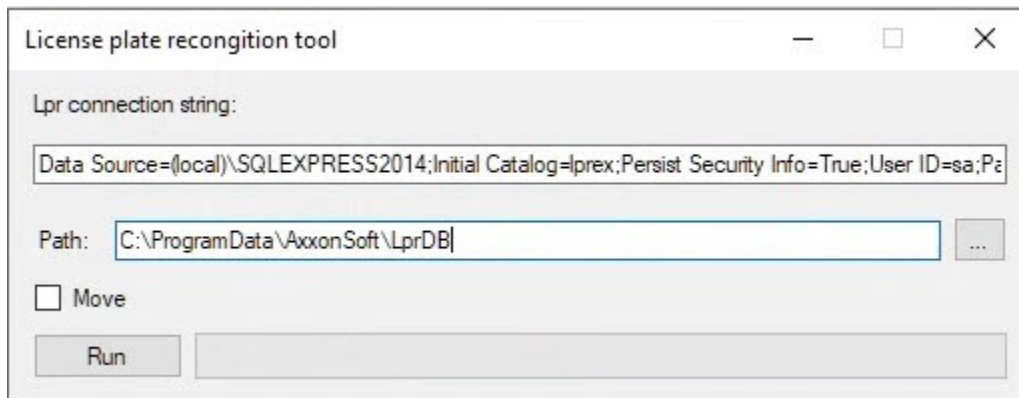 License plate recongition tool
Lpr connection string:
Data Source=(local)\SQLEXPRESS2014;Initial Catalog=lprex;Persist Security Info=True;User ID=sa;Pa
Path: C:\ProgramData\AxxonSoft\LprDB ...
Move
Run